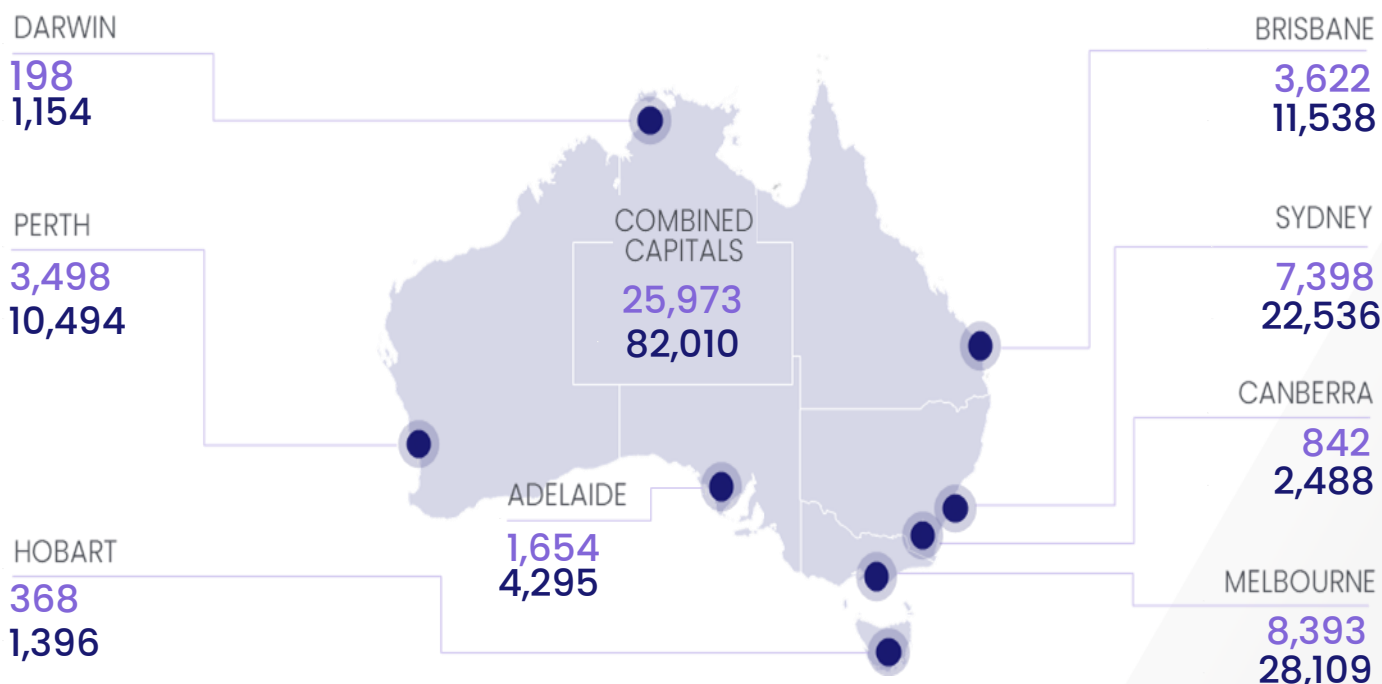 DARWIN
198
1,154
PERTH
3,498
10,494
HOBART
368
1,396
COMBINED
CAPITALS
25,973
82,010
ADELAIDE
1,654
4,295
BRISBANE
3,622
11,538
SYDNEY
7,398
22,536
CANBERRA
842
2,488
MELBOURNE
8,393
28,109